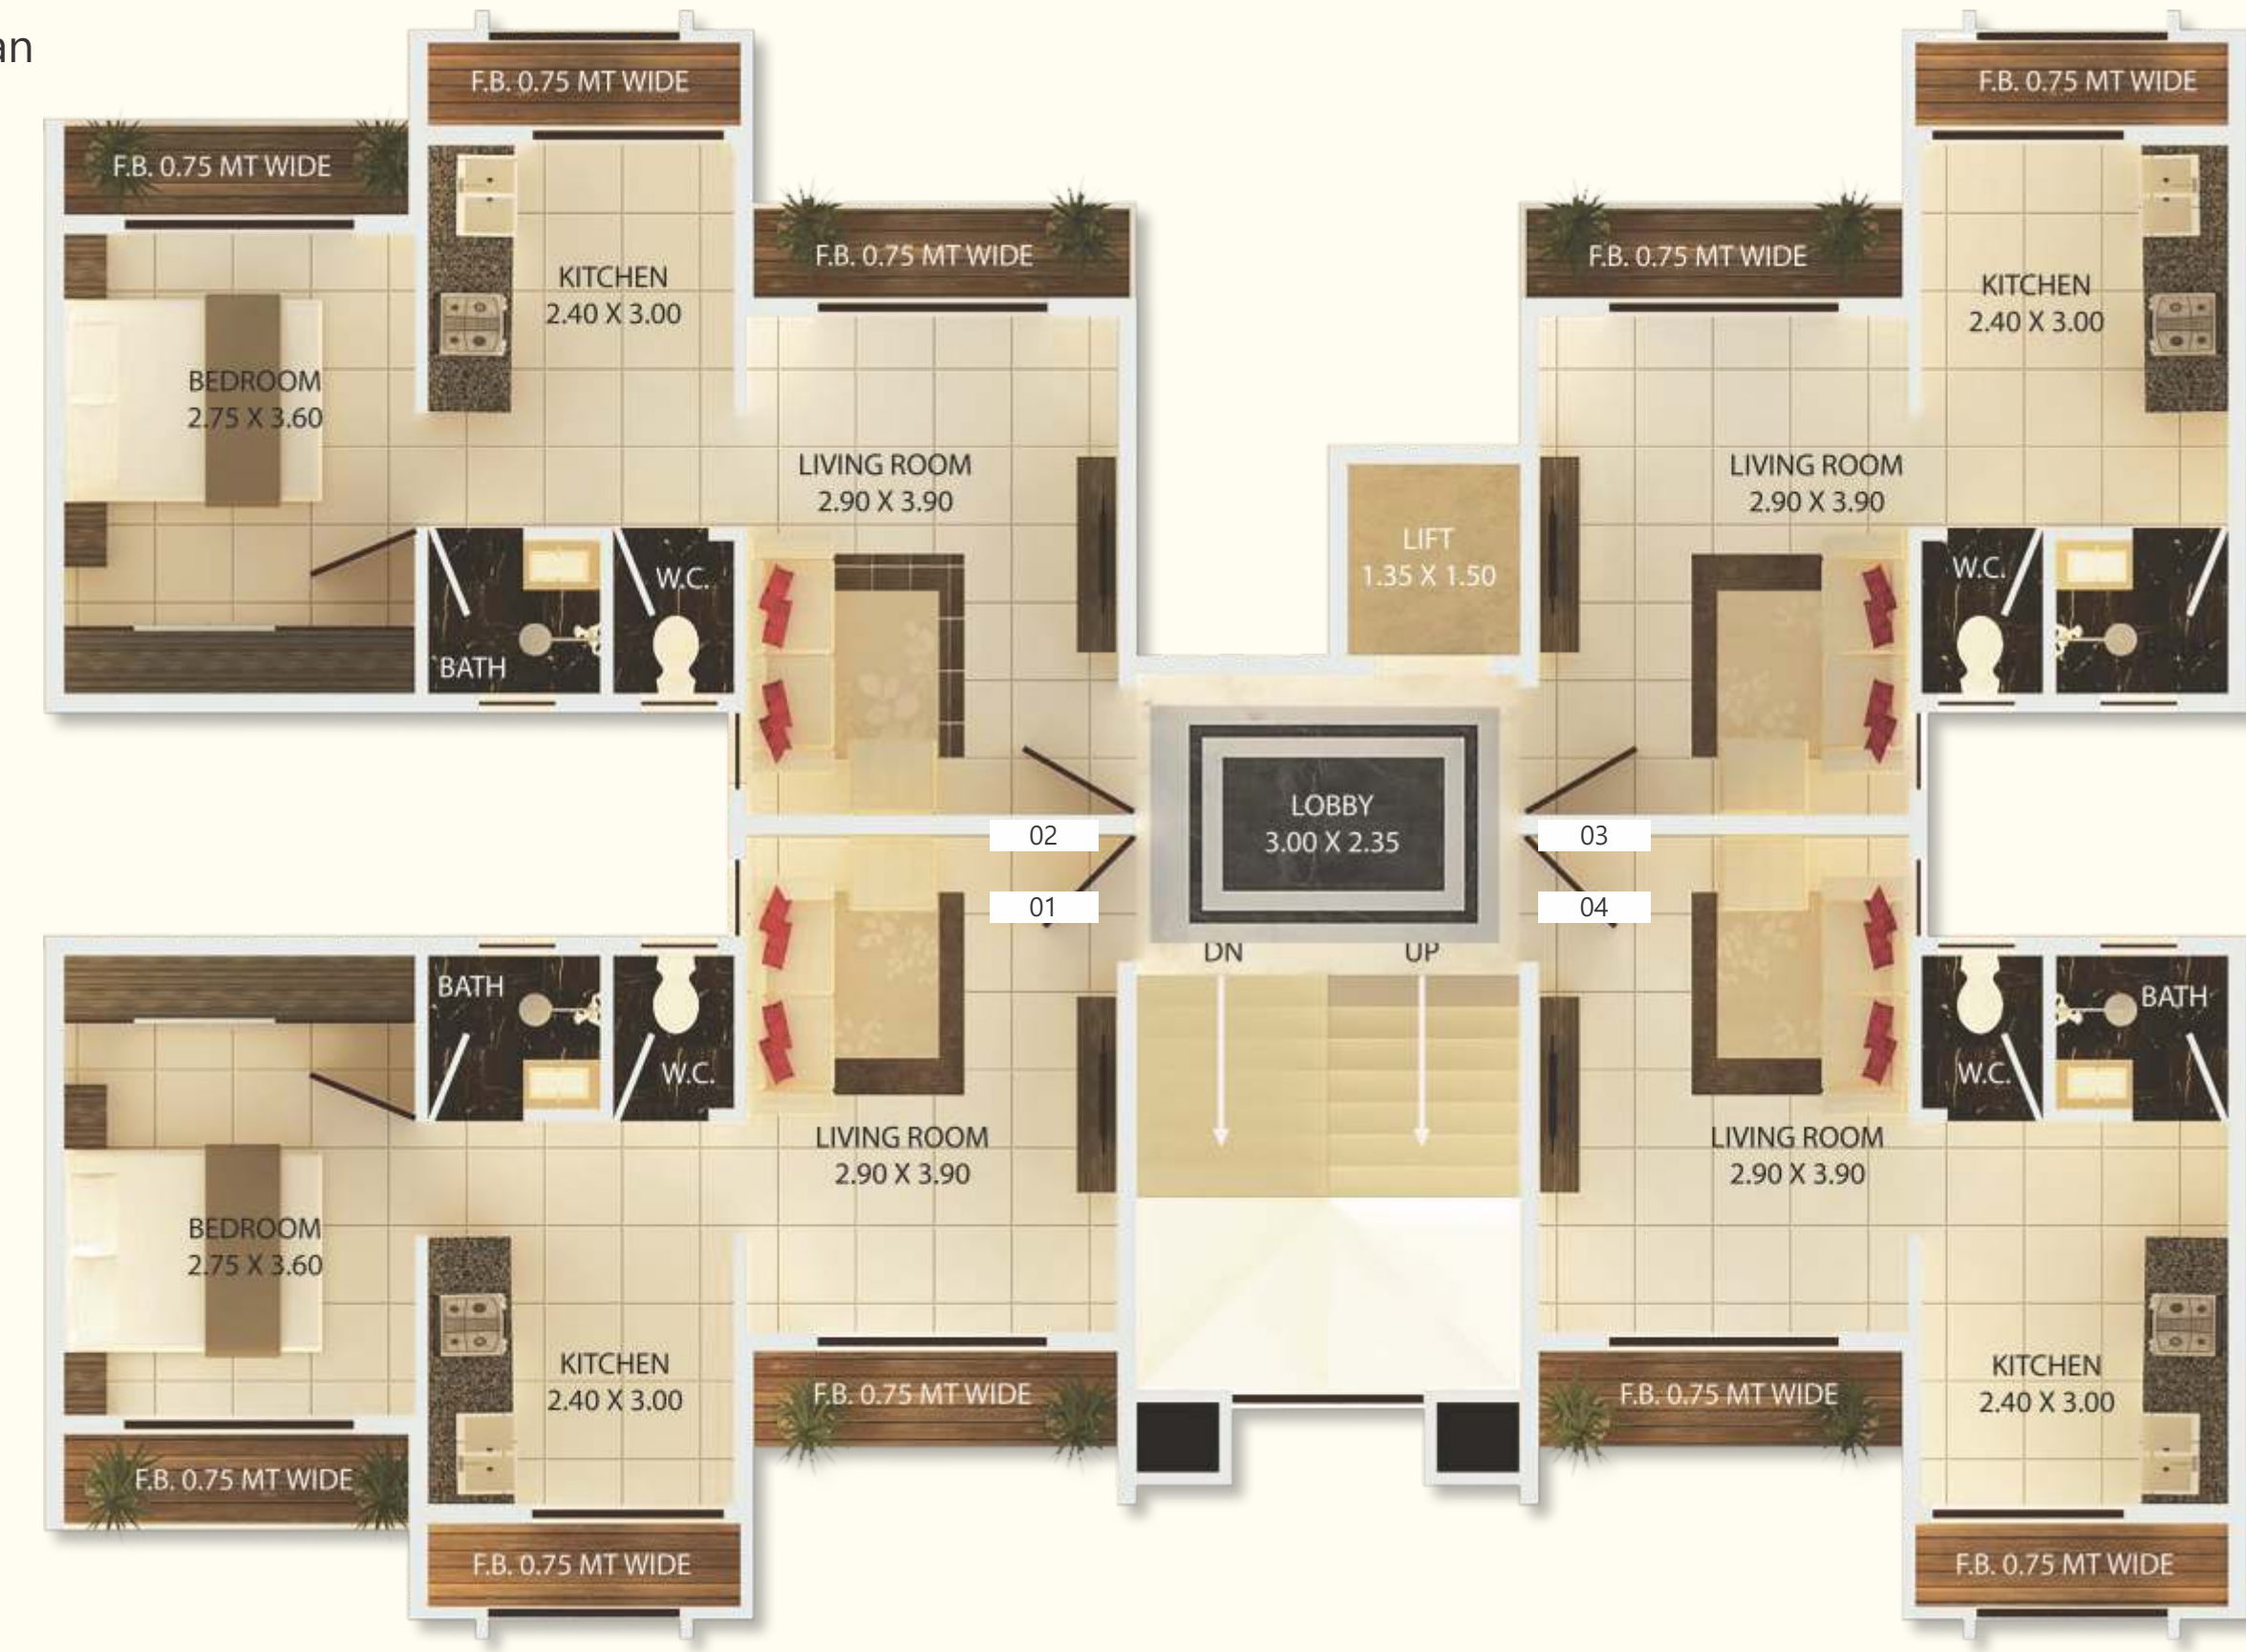 an
F.B. 0.75 MT WIDE
F.B. 0.75 MT WIDE
F.B. 0.75 MT WIDE
F.B. 0.75 MT WIDE
F.B. 0.75 MT WIDE
KITCHEN
2.40 X 3.00
KITCHEN
2.40 X 3.00
F.B. 0.75 MT WIDE
BEDROOM
2.75 X 3.60
LIVING ROOM
2.90 X 3.90
LIVING ROOM
2.90 X 3.90
LIFT
1.35 X 1.50
W.C.
W.C.
BATH
LOBBY
3.00 X 2.35
02
03
01
04
DN
UP
BATH
BATH
W.C.
W.C.
LIVING ROOM
2.90 X 3.90
LIVING ROOM
2.90 X 3.90
BEDROOM
2.75 X 3.60
KITCHEN
2.40 X 3.00
KITCHEN
2.40 X 3.00
F.B. 0.75 MT WIDE
F.B. 0.75 MT WIDE
F.B. 0.75 MT WIDE
F.B. 0.75 MT WIDE
F.B. 0.75 MT WIDE